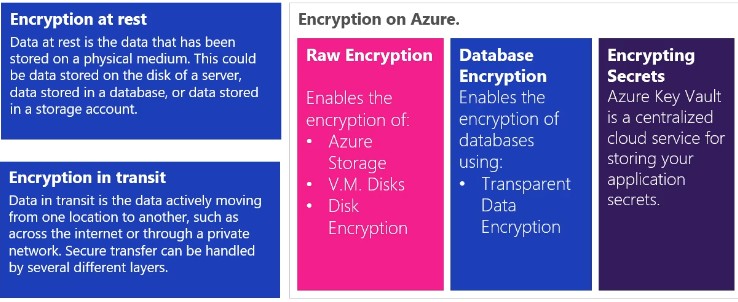 Encryption at rest
Data at rest is the data that has been
stored on a physical medium. This could
be data stored on the disk of a server,
data stored in a database, or data stored
in a storage account.
Encryption in transit
Data in transit is the data actively moving
from one location to another, such as
across the internet or through a private
network. Secure transfer can be handled
by several different layers.
Encryption on Azure.
Raw Encryption
Enables the
encryption of:
• Azure
Storage
• V.M. Disks
• Disk
Encryption
Database
Encryption
Enables the
encryption of
databases
using:
• Transparent
Data
Encryption
Encrypting
Secrets
Azure Key Vault
is a centralized
cloud service for
storing your
application
secrets.